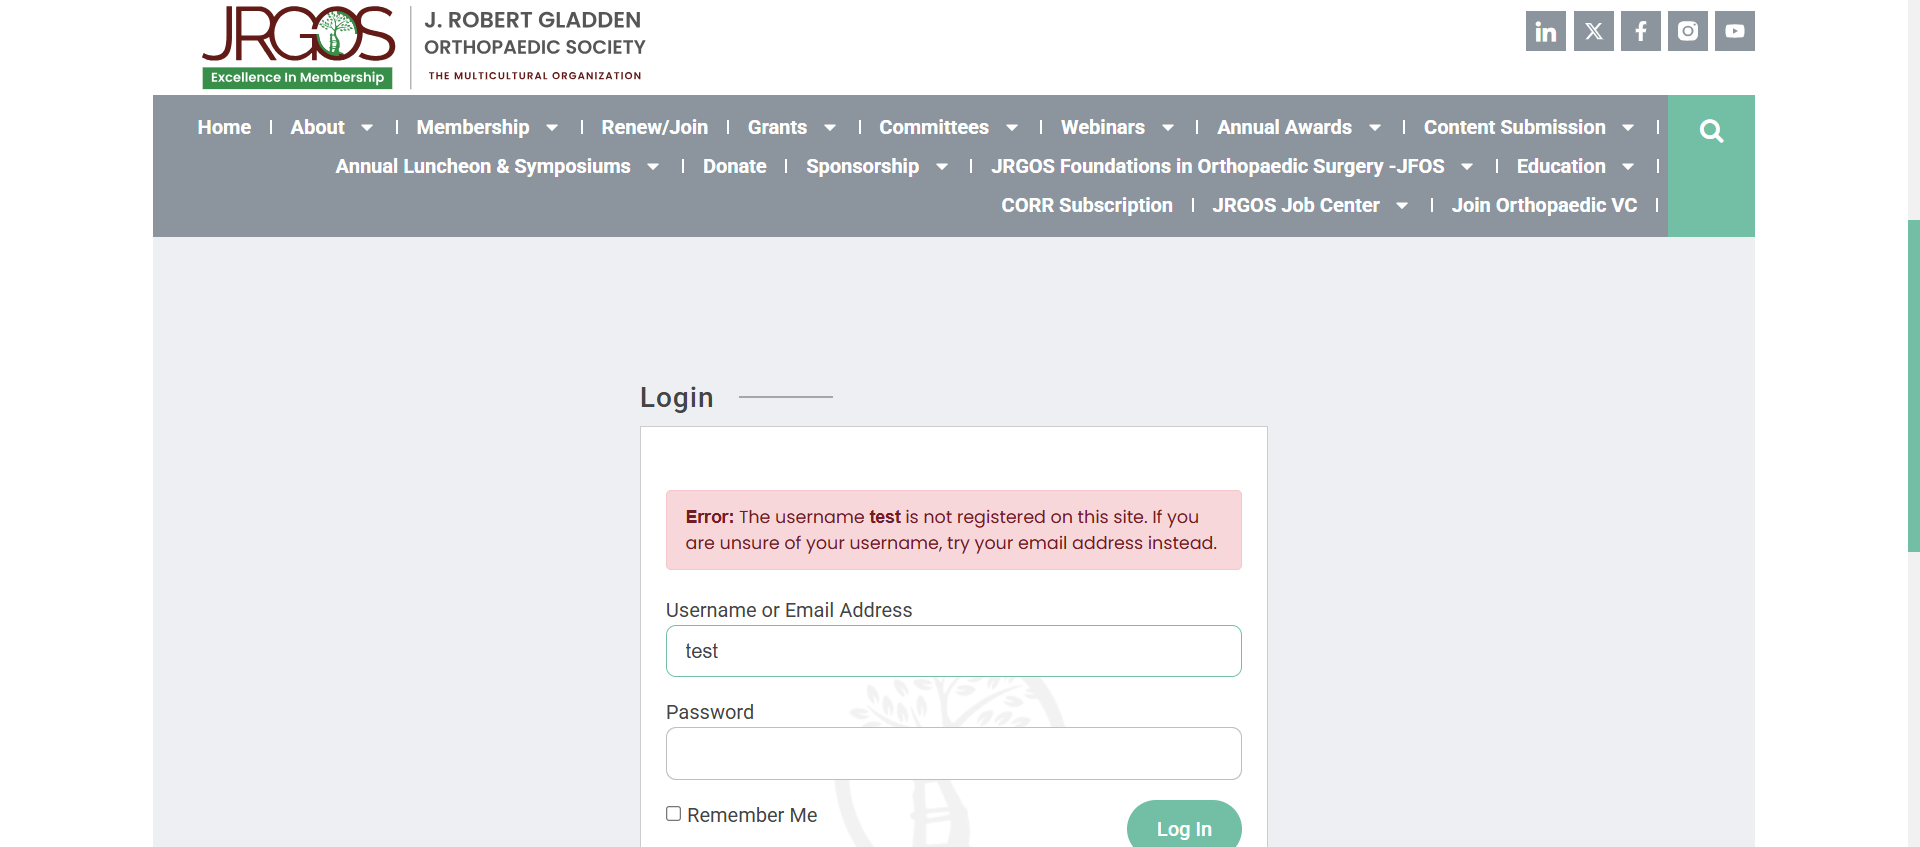 JRGOS
Excellence In Membership
J. ROBERT GLADDEN
ORTHOPAEDIC SOCIETY
THE MULTICULTURAL ORGANIZATION
Home | About | Membership | Renew/Join | Grants | Committees | Webinars | Annual Awards | Content Submission |
Annual Luncheon & Symposiums | Donate | Sponsorship | JRGOS Foundations in Orthopaedic Surgery -JFOS | Education |
CORR Subscription | JRGOS Job Center | Join Orthopaedic VC |
Login
Error: The username test is not registered on this site. If you
are unsure of your username, try your email address instead.
Username or Email Address
test
Password
Remember Me
Log In